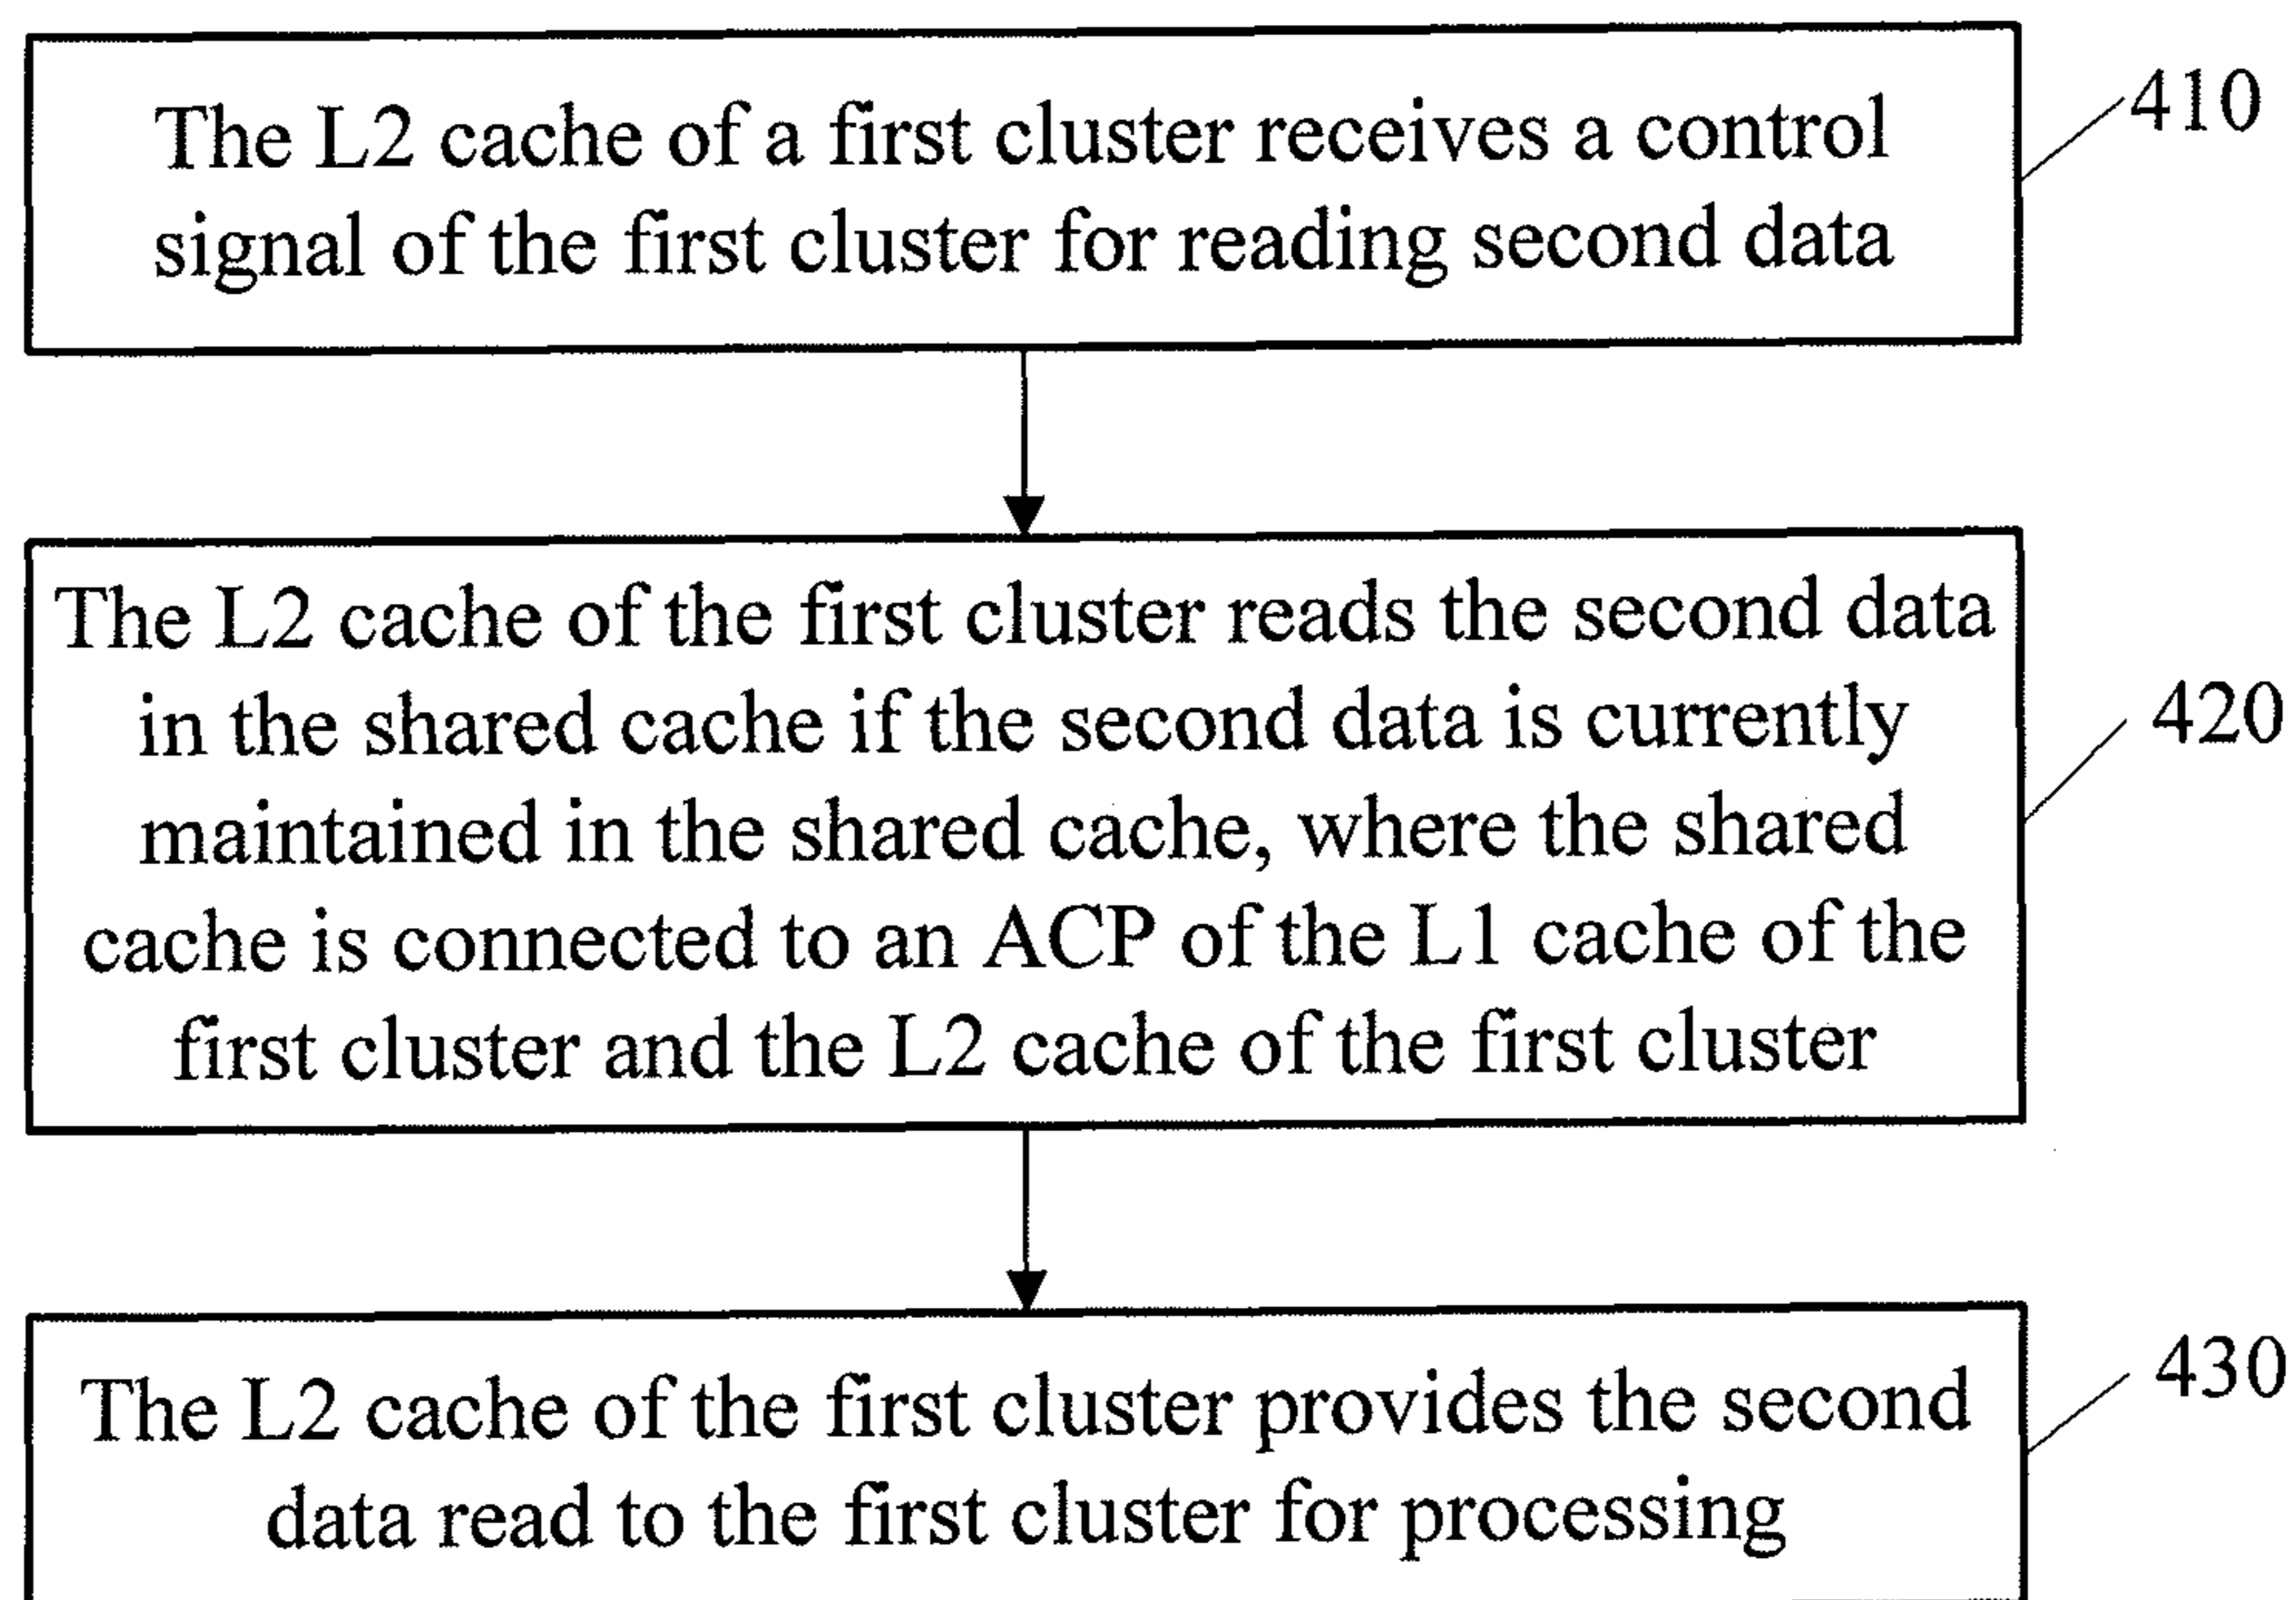 The L2 cache of a first cluster receives a control
signal of the first cluster for reading second data
410
The L2 cache of the first cluster reads the second data
in the shared cache if the second data is currently
maintained in the shared cache, where the shared
cache is connected to an ACP of the L1 cache of the
first cluster and the L2 cache of the first cluster
420
The L2 cache of the first cluster provides the second
data read to the first cluster for processing
430